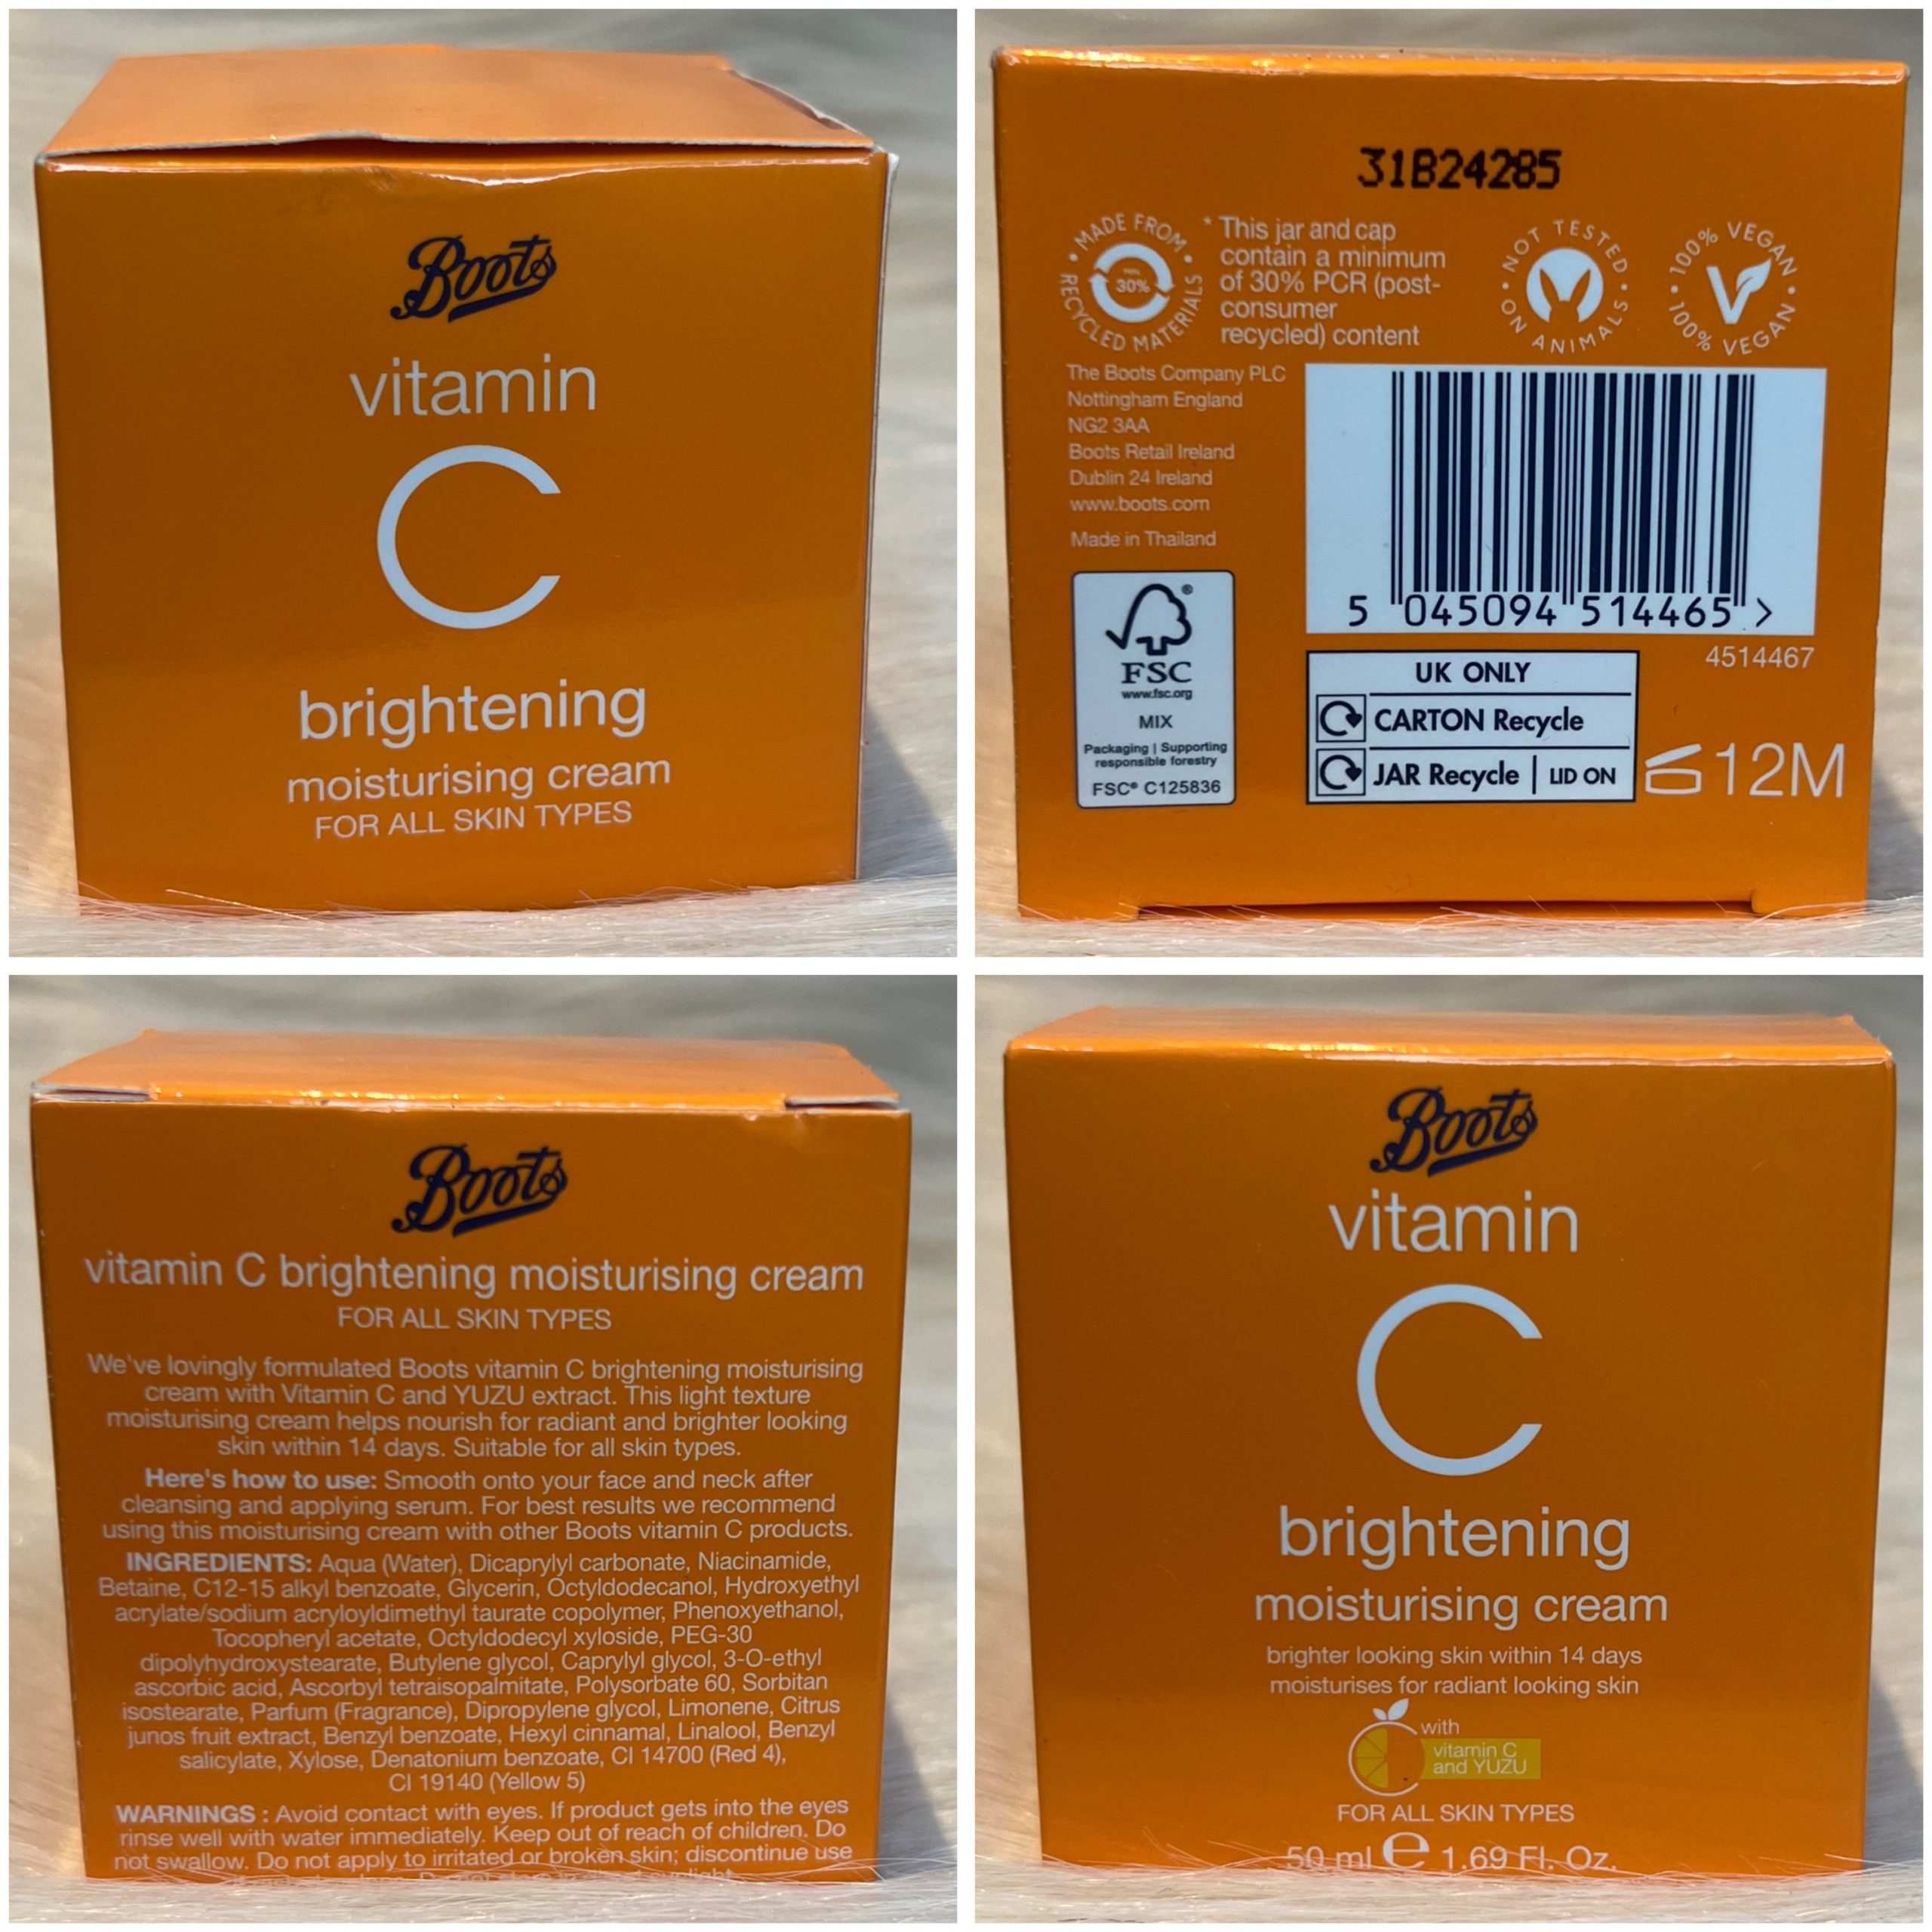 Boots
vitamin
C
brightening
moisturising cream
FOR ALL SKIN TYPES
31B24285
MADE FROM RECYCLED MATERIALS
30%
* This jar and cap
contain a minimum
of 30% PCR (post-
consumer
recycled) content
NOT TESTED ON ANIMALS
100% VEGAN 100% VEGAN
The Boots Company PLC
Nottingham England
NG2 3AA
Boots Retail Ireland
Dublin 24 Ireland
www.boots.com
Made in Thailand
5 045094 514465 >
4514467
FSC
www.fsc.org
MIX
Packaging | Supporting
responsible forestry
FSC® C125836
UK ONLY
CARTON Recycle
JAR Recycle | LID ON
12M
Boots
vitamin C brightening moisturising cream
FOR ALL SKIN TYPES
We've lovingly formulated Boots vitamin C brightening moisturising
cream with Vitamin C and YUZU extract. This light texture
moisturising cream helps nourish for radiant and brighter looking
skin within 14 days. Suitable for all skin types.
Here's how to use: Smooth onto your face and neck after
cleansing and applying serum. For best results we recommend
using this moisturising cream with other Boots vitamin C products.
INGREDIENTS: Aqua (Water), Dicaprylyl carbonate, Niacinamide,
Betaine, C12-15 alkyl benzoate, Glycerin, Octyldodecanol, Hydroxyethyl
acrylate/sodium acryloyldimethyl taurate copolymer, Phenoxyethanol,
Tocopheryl acetate, Octyldodecyl xyloside, PEG-30
dipolyhydroxystearate, Butylene glycol, Caprylyl glycol, 3-O-ethyl
ascorbic acid, Ascorbyl tetraisopalmitate, Polysorbate 60, Sorbitan
isostearate, Parfum (Fragrance), Dipropylene glycol, Limonene, Citrus
junos fruit extract, Benzyl benzoate, Hexyl cinnamal, Linalool, Benzyl
salicylate, Xylose, Denatonium benzoate, CI 14700 (Red 4),
CI 19140 (Yellow 5)
WARNINGS : Avoid contact with eyes. If product gets into the eyes
rinse well with water immediately. Keep out of reach of children. Do
not swallow. Do not apply to irritated or broken skin; discontinue use
Boots
vitamin
C
brightening
moisturising cream
brighter looking skin within 14 days
moisturises for radiant looking skin
with
vitamin C
and YUZU
FOR ALL SKIN TYPES
50 ml e 1.69 Fl. Oz.